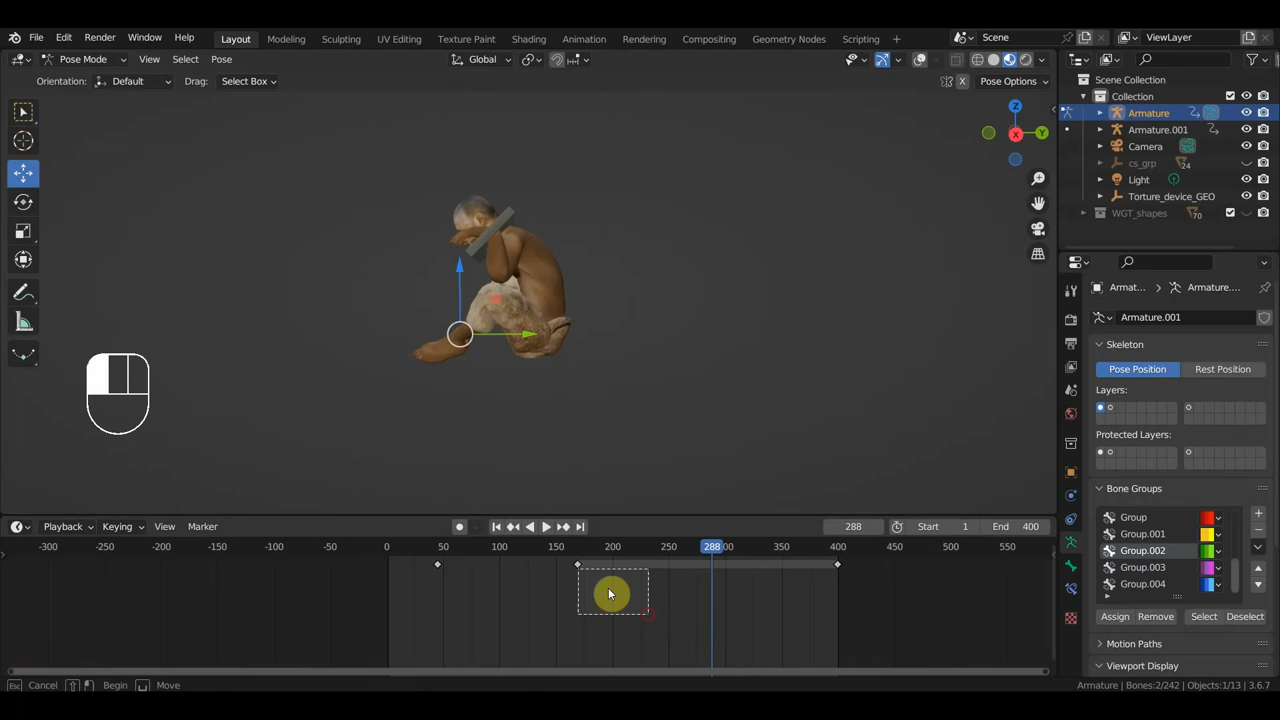 File Edit Render Window Help Layout Modeling Sculpting UV Editing Texture Paint Shading Animation Rendering Compositing Geometry Nodes Scripting + Scene ViewLayer
Pose Mode View Select Pose Global
Orientation: Default Drag: Select Box X Pose Options
Scene Collection
Collection
Armature
Armature.001
Camera
cs_grp 24
Light
Torture_device_GEO
WGT_shapes 70
Z
Y
X
Armat... Armature....
Armature.001
Skeleton
Pose Position Rest Position
Layers:
Protected Layers:
Bone Groups
Group
Group.001
Group.002
Group.003
Group.004
Assign Remove Select Deselect
Motion Paths
Viewport Display
Playback Keying View Marker 288 Start 1 End 400
-300 -250 -200 -150 -100 -50 0 50 100 150 200 250 288 300 350 400 450 500 550
Esc Cancel Begin Move Armature | Bones:2/242 | Objects:1/13 | 3.6.7